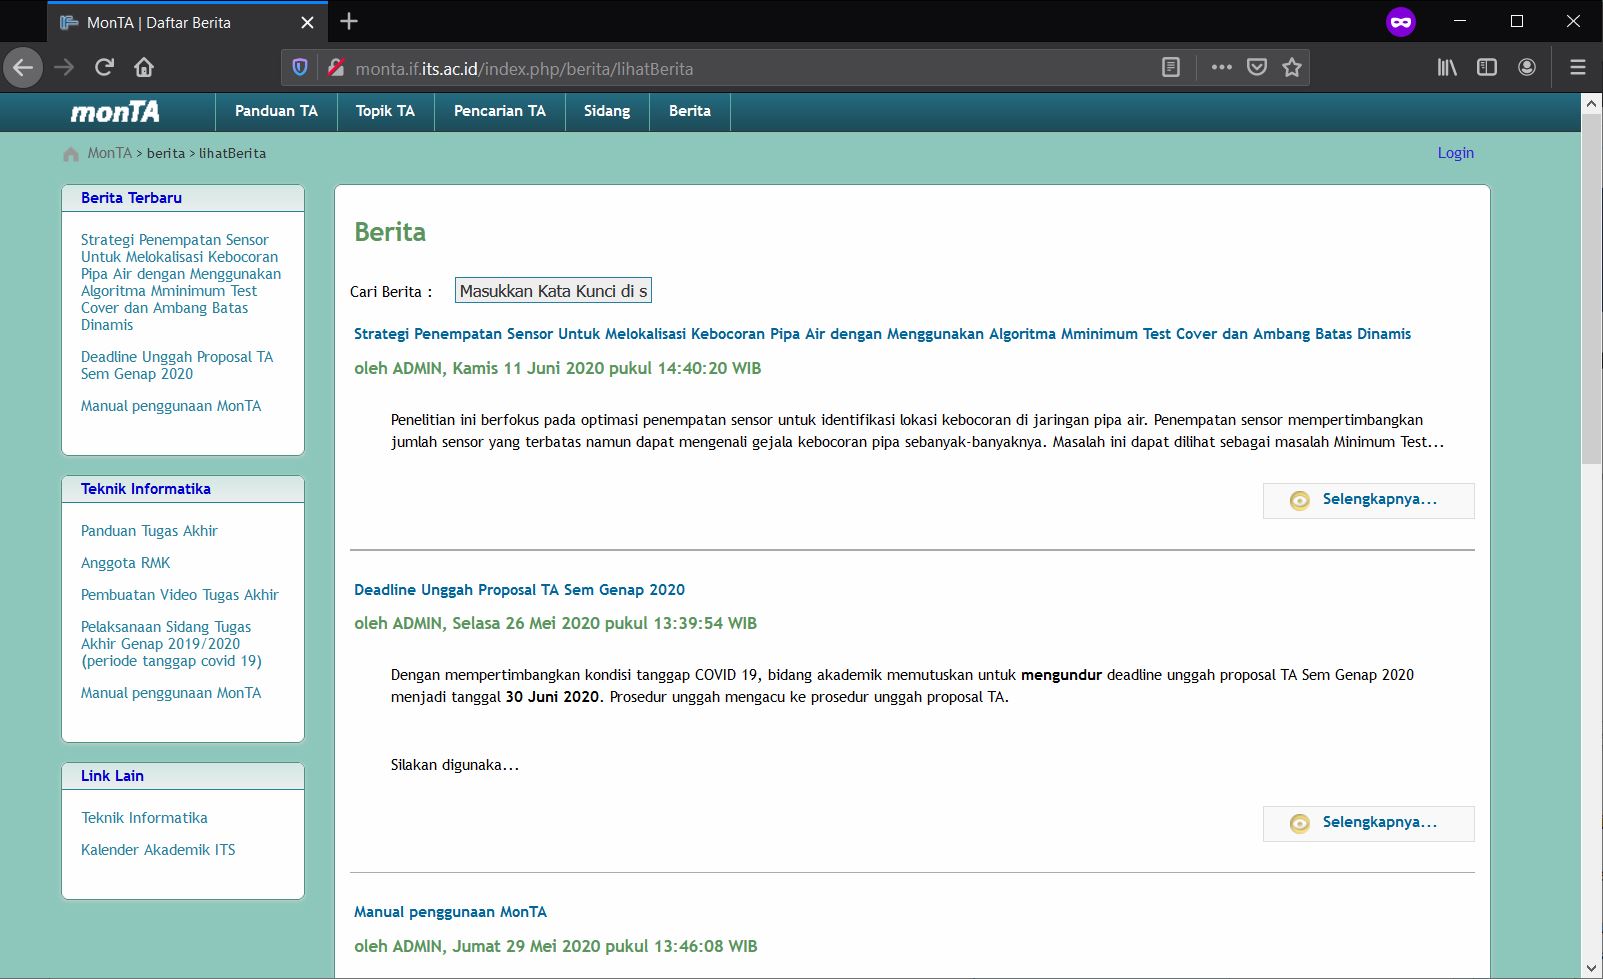 MonTA | Daftar Berita
monta.if.its.ac.id/index.php/berita/lihatBerita
monTA
Panduan TA
Topik TA
Pencarian TA
Sidang
Berita
MonTA > berita > lihatBerita
Login
Berita Terbaru
Strategi Penempatan Sensor
Untuk Melokalisasi Kebocoran
Pipa Air dengan Menggunakan
Algoritma Mminimum Test
Cover dan Ambang Batas
Dinamis
Deadline Unggah Proposal TA
Sem Genap 2020
Manual penggunaan MonTA
Teknik Informatika
Panduan Tugas Akhir
Anggota RMK
Pembuatan Video Tugas Akhir
Pelaksanaan Sidang Tugas
Akhir Genap 2019/2020
(periode tanggap covid 19)
Manual penggunaan MonTA
Link Lain
Teknik Informatika
Kalender Akademik ITS
Berita
Cari Berita : Masukkan Kata Kunci di s
Strategi Penempatan Sensor Untuk Melokalisasi Kebocoran Pipa Air dengan Menggunakan Algoritma Mminimum Test Cover dan Ambang Batas Dinamis
oleh ADMIN, Kamis 11 Juni 2020 pukul 14:40:20 WIB
Penelitian ini berfokus pada optimasi penempatan sensor untuk identifikasi lokasi kebocoran di jaringan pipa air. Penempatan sensor mempertimbangkan
jumlah sensor yang terbatas namun dapat mengenali gejala kebocoran pipa sebanyak-banyaknya. Masalah ini dapat dilihat sebagai masalah Minimum Test...
Selengkapnya...
Deadline Unggah Proposal TA Sem Genap 2020
oleh ADMIN, Selasa 26 Mei 2020 pukul 13:39:54 WIB
Dengan mempertimbangkan kondisi tanggap COVID 19, bidang akademik memutuskan untuk mengundur deadline unggah proposal TA Sem Genap 2020
menjadi tanggal 30 Juni 2020. Prosedur unggah mengacu ke prosedur unggah proposal TA.
Silakan digunaka...
Selengkapnya...
Manual penggunaan MonTA
oleh ADMIN, Jumat 29 Mei 2020 pukul 13:46:08 WIB